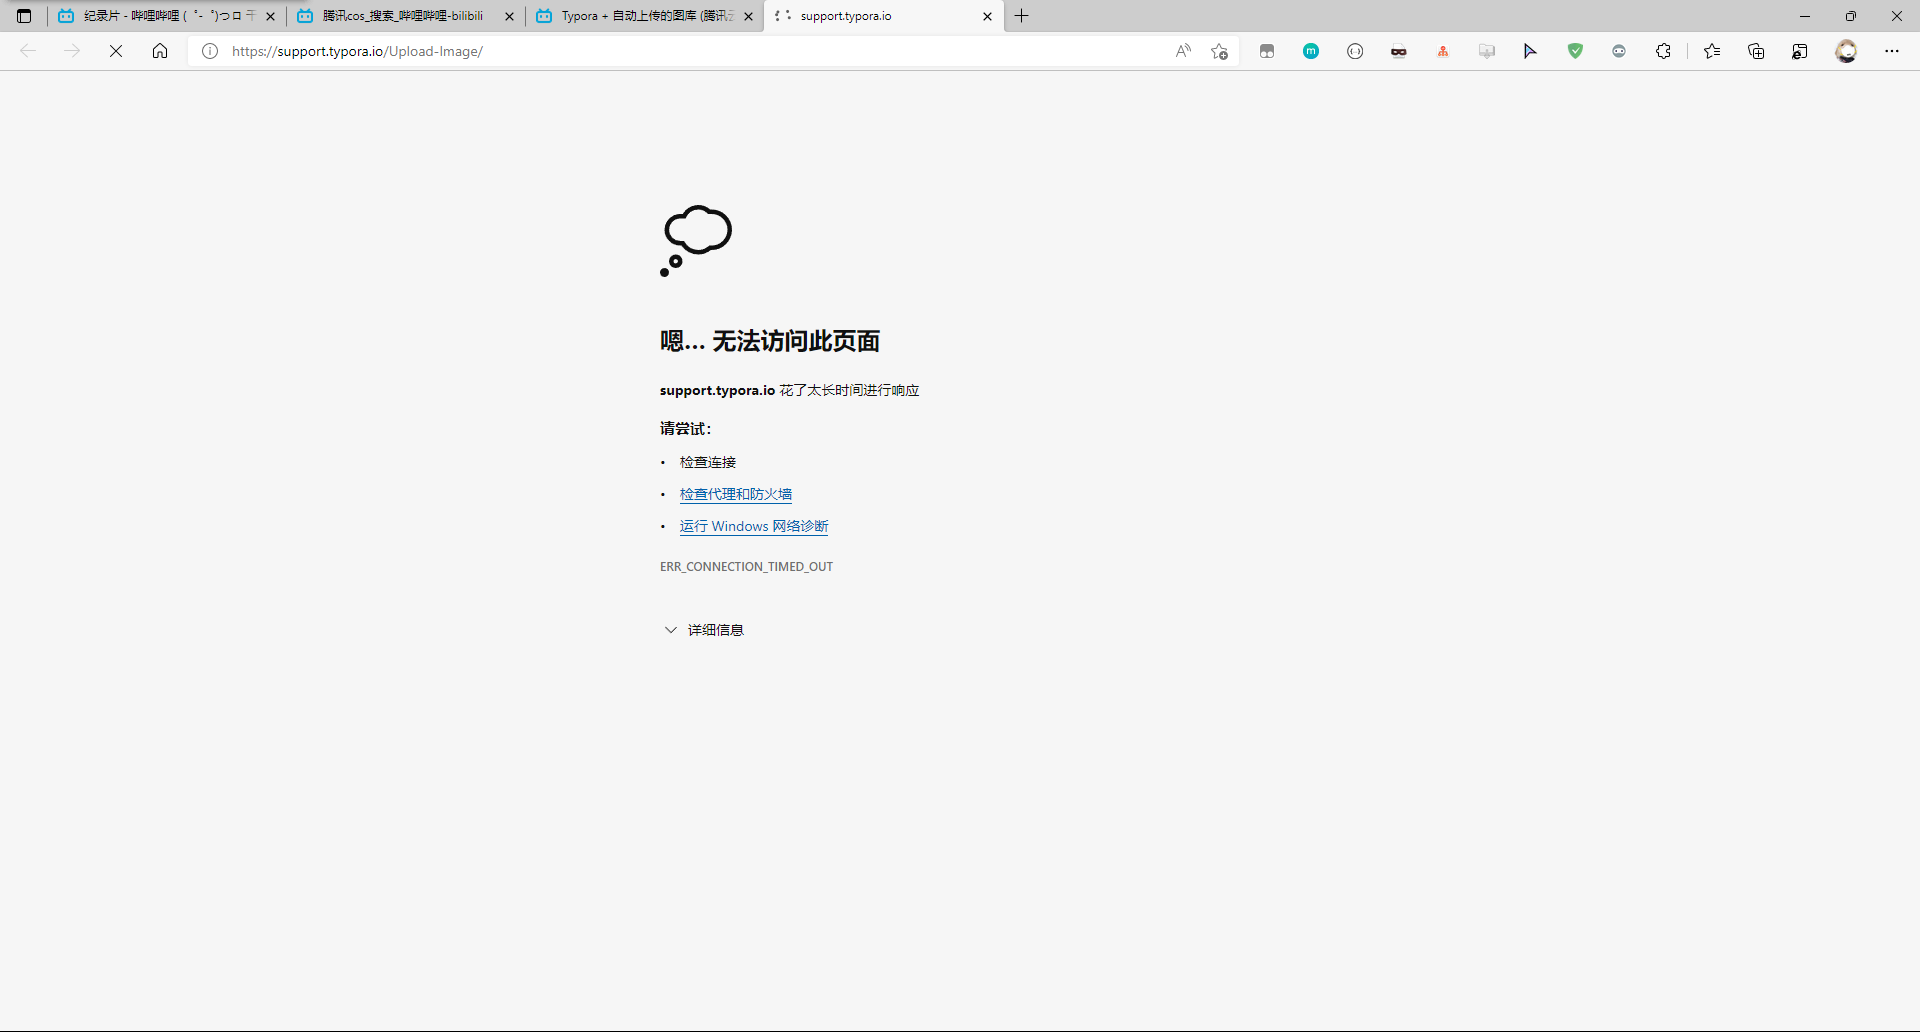 纪录片 - 哔哩哔哩 ( ゜- ゜)つロ 干
腾讯cos_搜索_哔哩哔哩-bilibili
Typora + 自动上传的图库 (腾讯云
support.typora.io
https://support.typora.io/Upload-Image/
嗯… 无法访问此页面
support.typora.io 花了太长时间进行响应
请尝试:
• 检查连接
• 检查代理和防火墙
• 运行 Windows 网络诊断
ERR_CONNECTION_TIMED_OUT
详细信息